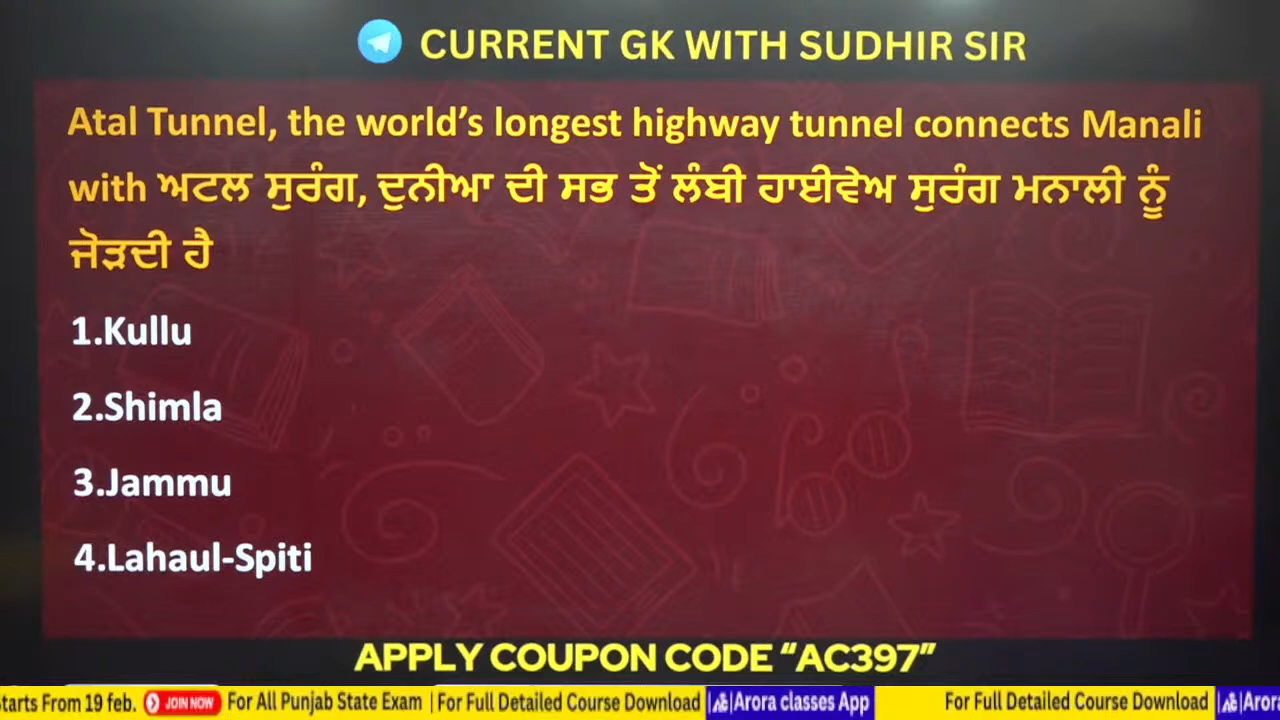 CURRENT GK WITH SUDHIR SIR
Atal Tunnel, the world's longest highway tunnel connects Manali
with ਅਟਲ ਸੁਰੰਗ, ਦੁਨੀਆ ਦੀ ਸਭ ਤੋਂ ਲੰਬੀ ਹਾਈਵੇਅ ਸੁਰੰਗ ਮਨਾਲੀ ਨੂੰ
ਜੋੜਦੀ ਹੈ
1.Kullu
2.Shimla
3.Jammu
4.Lahaul-Spiti
APPLY COUPON CODE “AC397”
tarts From 19 feb. JOIN NOW For All Punjab State Exam | For Full Detailed Course Download |Arora classes App For Full Detailed Course Download |Aror